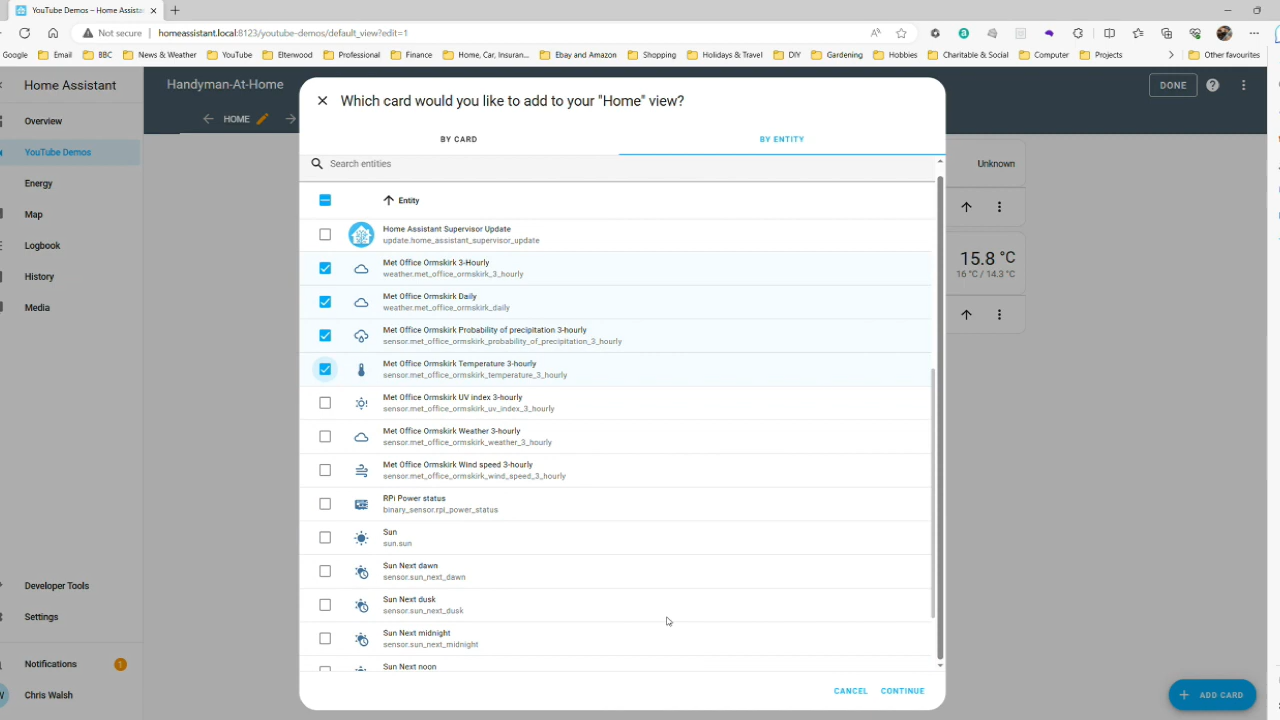 YouTube Demos – Home Assistan
Not secure homeassistant.local:8123/youtube-demos/default_view?edit=1
Google Email BBC News & Weather YouTube Elterwood Professional Finance Home, Car, Insuran... Ebay and Amazon Shopping Holidays & Travel DIY Gardening Hobbies Charitable & Social Computer Projects Other favourites
Home Assistant
Handyman-At-Home
DONE
HOME
Overview
YouTube Demos
Energy
Map
Logbook
History
Media
Developer Tools
Settings
Notifications 1
W Chris Walsh
Which card would you like to add to your "Home" view?
BY CARD BY ENTITY
Search entities
Entity
Home Assistant Supervisor Update
update.home_assistant_supervisor_update
Met Office Ormskirk 3-Hourly
weather.met_office_ormskirk_3_hourly
Met Office Ormskirk Daily
weather.met_office_ormskirk_daily
Met Office Ormskirk Probability of precipitation 3-hourly
sensor.met_office_ormskirk_probability_of_precipitation_3_hourly
Met Office Ormskirk Temperature 3-hourly
sensor.met_office_ormskirk_temperature_3_hourly
Met Office Ormskirk UV index 3-hourly
sensor.met_office_ormskirk_uv_index_3_hourly
Met Office Ormskirk Weather 3-hourly
sensor.met_office_ormskirk_weather_3_hourly
Met Office Ormskirk Wind speed 3-hourly
sensor.met_office_ormskirk_wind_speed_3_hourly
RPi Power status
binary_sensor.rpi_power_status
Sun
sun.sun
Sun Next dawn
sensor.sun_next_dawn
Sun Next dusk
sensor.sun_next_dusk
Sun Next midnight
sensor.sun_next_midnight
Sun Next noon
CANCEL CONTINUE
Unknown
15.8 °C
16 °C / 14.3 °C
ADD CARD